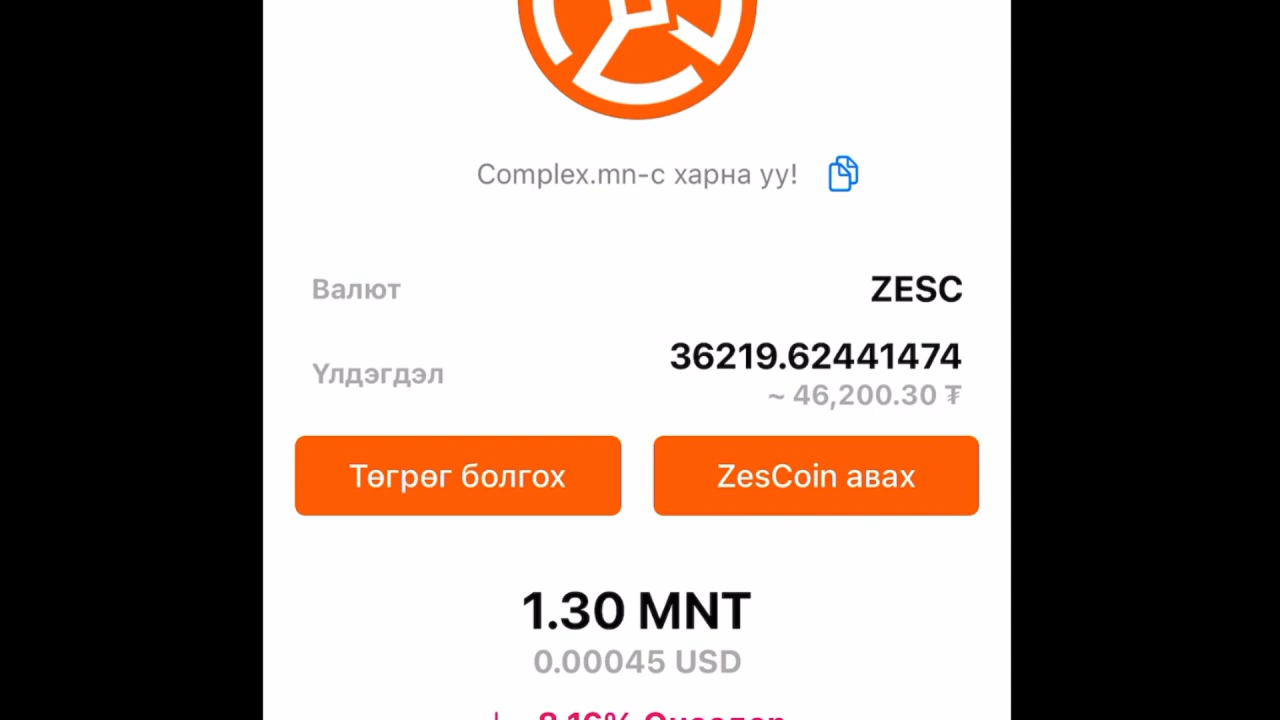 Complex.mn-с харна уу!
Валют
ZESC
Үлдэгдэл
36219.62441474
~ 46,200.30 ₮
Төгрөг болгох
ZesCoin авах
1.30 MNT
0.00045 USD